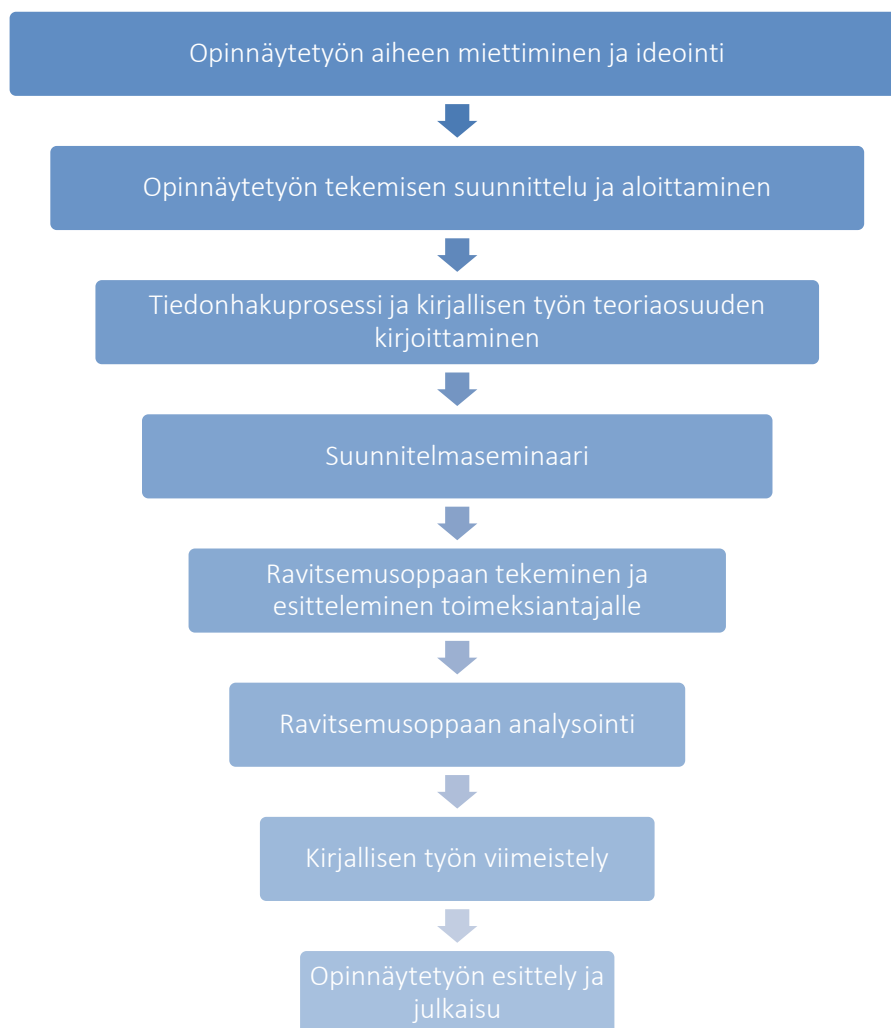 Opinnäytetyön aiheen miettiminen ja ideointi
Opinnäytetyön tekemisen suunnittelu ja aloittaminen
Tiedonhakuprosessi ja kirjallisen työn teoriaosuuden
kirjoittaminen
Suunnitelmaseminaari
Ravitsemusoppaan tekeminen ja
esitteleminen toimeksiantajalle
Ravitsemusoppaan analysointi
Kirjallisen työn viimeistely
Opinnäytetyön esittely ja
julkaisu